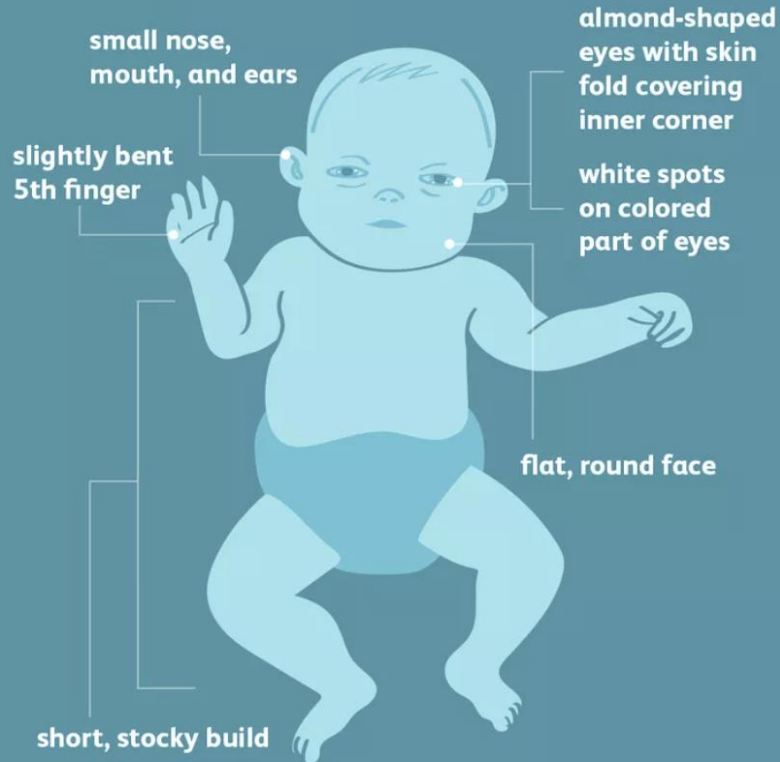 small nose,
mouth, and ears
almond-shaped
eyes with skin
fold covering
inner corner
slightly bent
5th finger
white spots
on colored
part of eyes
flat, round face
short, stocky build